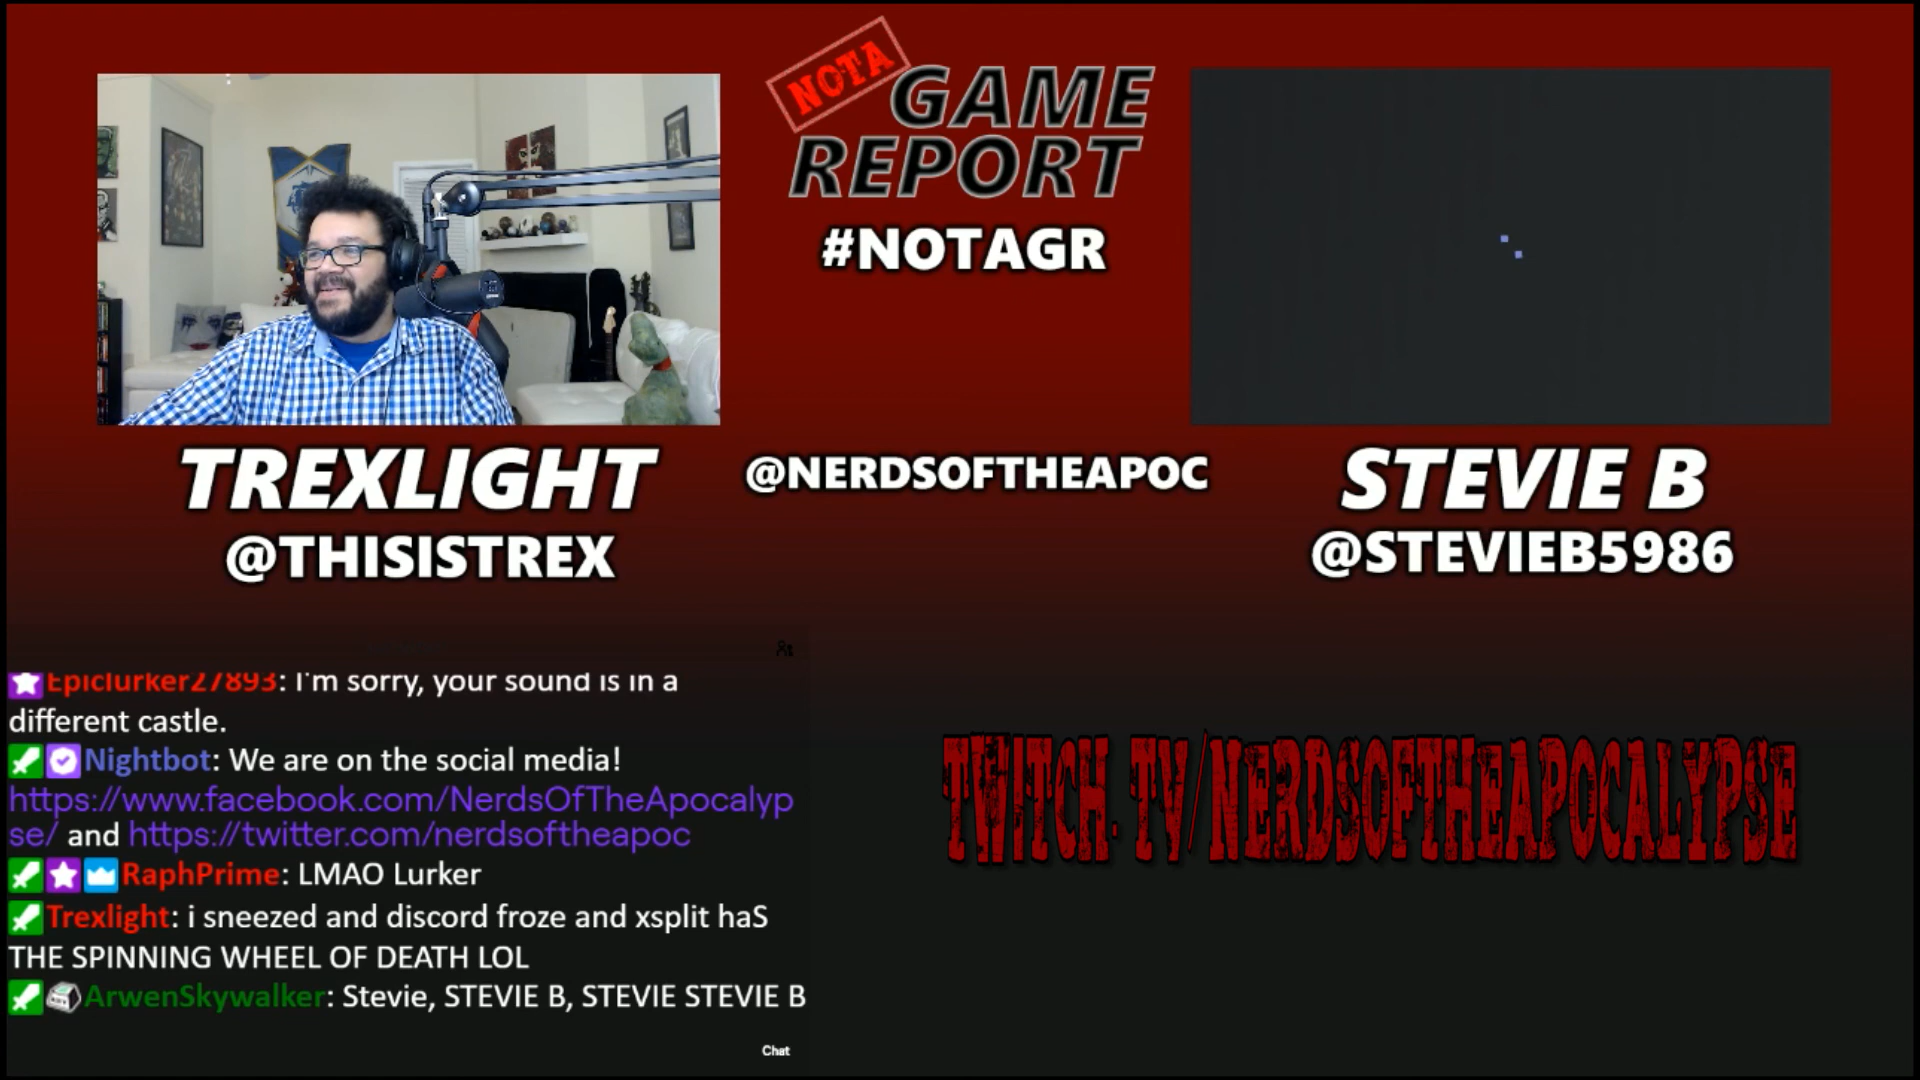 NOTA
GAME
REPORT
#NOTAGR
TREXLIGHT
@THISISTREX
@NERDSOFTHEAPOC
STEVIE B
@STEVIEB5986
Epiclurker27893: I'm sorry, your sound is in a
different castle.
Nightbot: We are on the social media!
https://www.facebook.com/NerdsOfTheApocalyp
se/ and https://twitter.com/nerdsoftheapoc
RaphPrime: LMAO Lurker
Trexlight: i sneezed and discord froze and xsplit haS
THE SPINNING WHEEL OF DEATH LOL
ArwenSkywalker: Stevie, STEVIE B, STEVIE STEVIE B
Chat
TWITCH.TV/NERDSOFTHEAPOCALYPSE